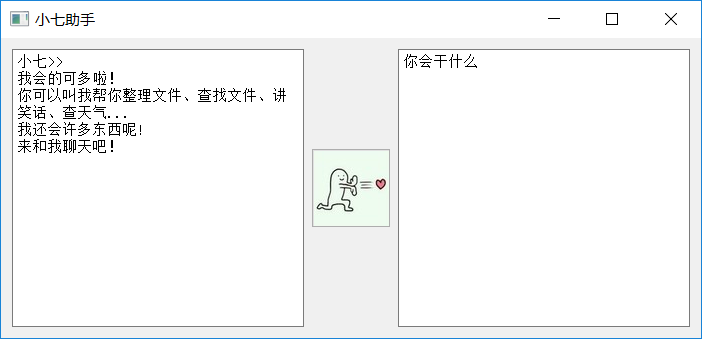 小七助手
小七>>
我会的可多啦!
你可以叫我帮你整理文件、查找文件、讲
笑话、查天气...
我还会许多东西呢!
来和我聊天吧!
你会干什么